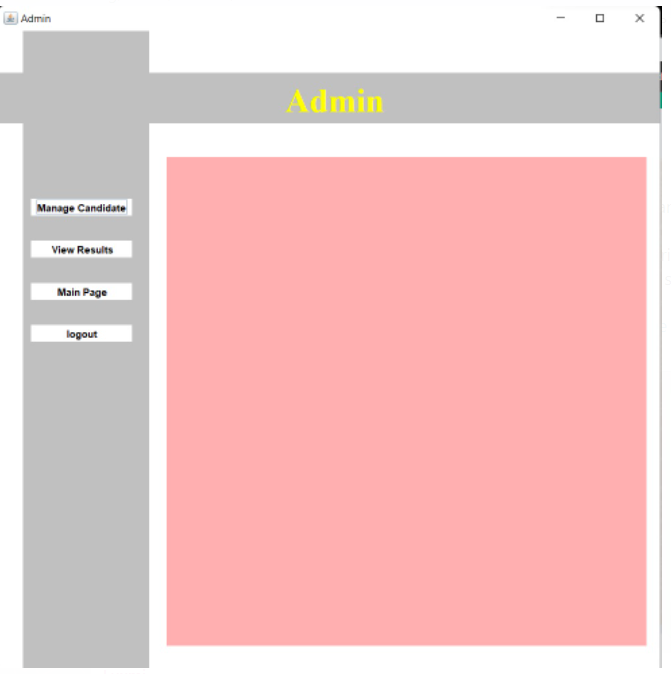 Admin
Admin
Manage Candidate
View Results
Main Page
logout